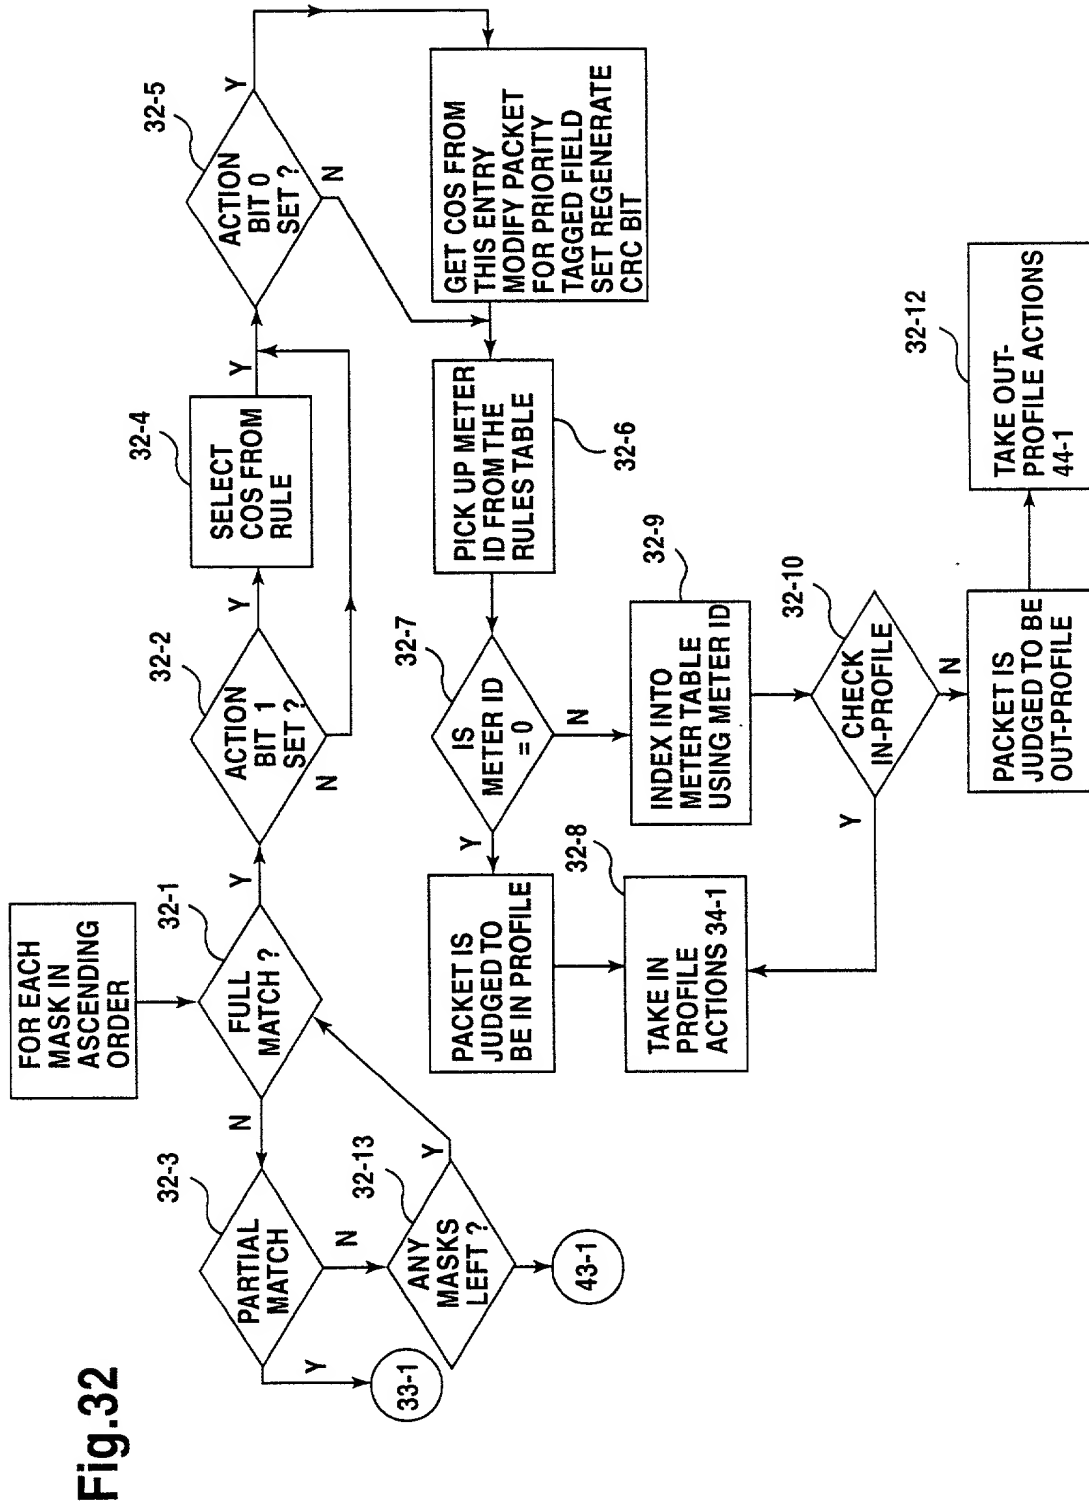 Fig.32
FOR EACH
MASK IN
ASCENDING
ORDER
32-1
FULL
MATCH ?
Y
N
32-2
ACTION
BIT 1
SET ?
Y
N
32-4
SELECT
COS FROM
RULE
Y
32-5
ACTION
BIT 0
SET ?
Y
N
GET COS FROM
THIS ENTRY
MODIFY PACKET
FOR PRIORITY
TAGGED FIELD
SET REGENERATE
CRC BIT
32-3
PARTIAL
MATCH
Y
N
33-1
32-13
ANY
MASKS
LEFT ?
Y
43-1
PICK UP METER
ID FROM THE
RULES TABLE
32-6
32-7
IS
METER ID
= 0
Y
N
PACKET IS
JUDGED TO
BE IN PROFILE
32-8
TAKE IN
PROFILE
ACTIONS 34-1
32-9
INDEX INTO
METER TABLE
USING METER ID
32-10
CHECK
IN-PROFILE
Y
N
PACKET IS
JUDGED TO BE
OUT-PROFILE
32-12
TAKE OUT-
PROFILE ACTIONS
44-1